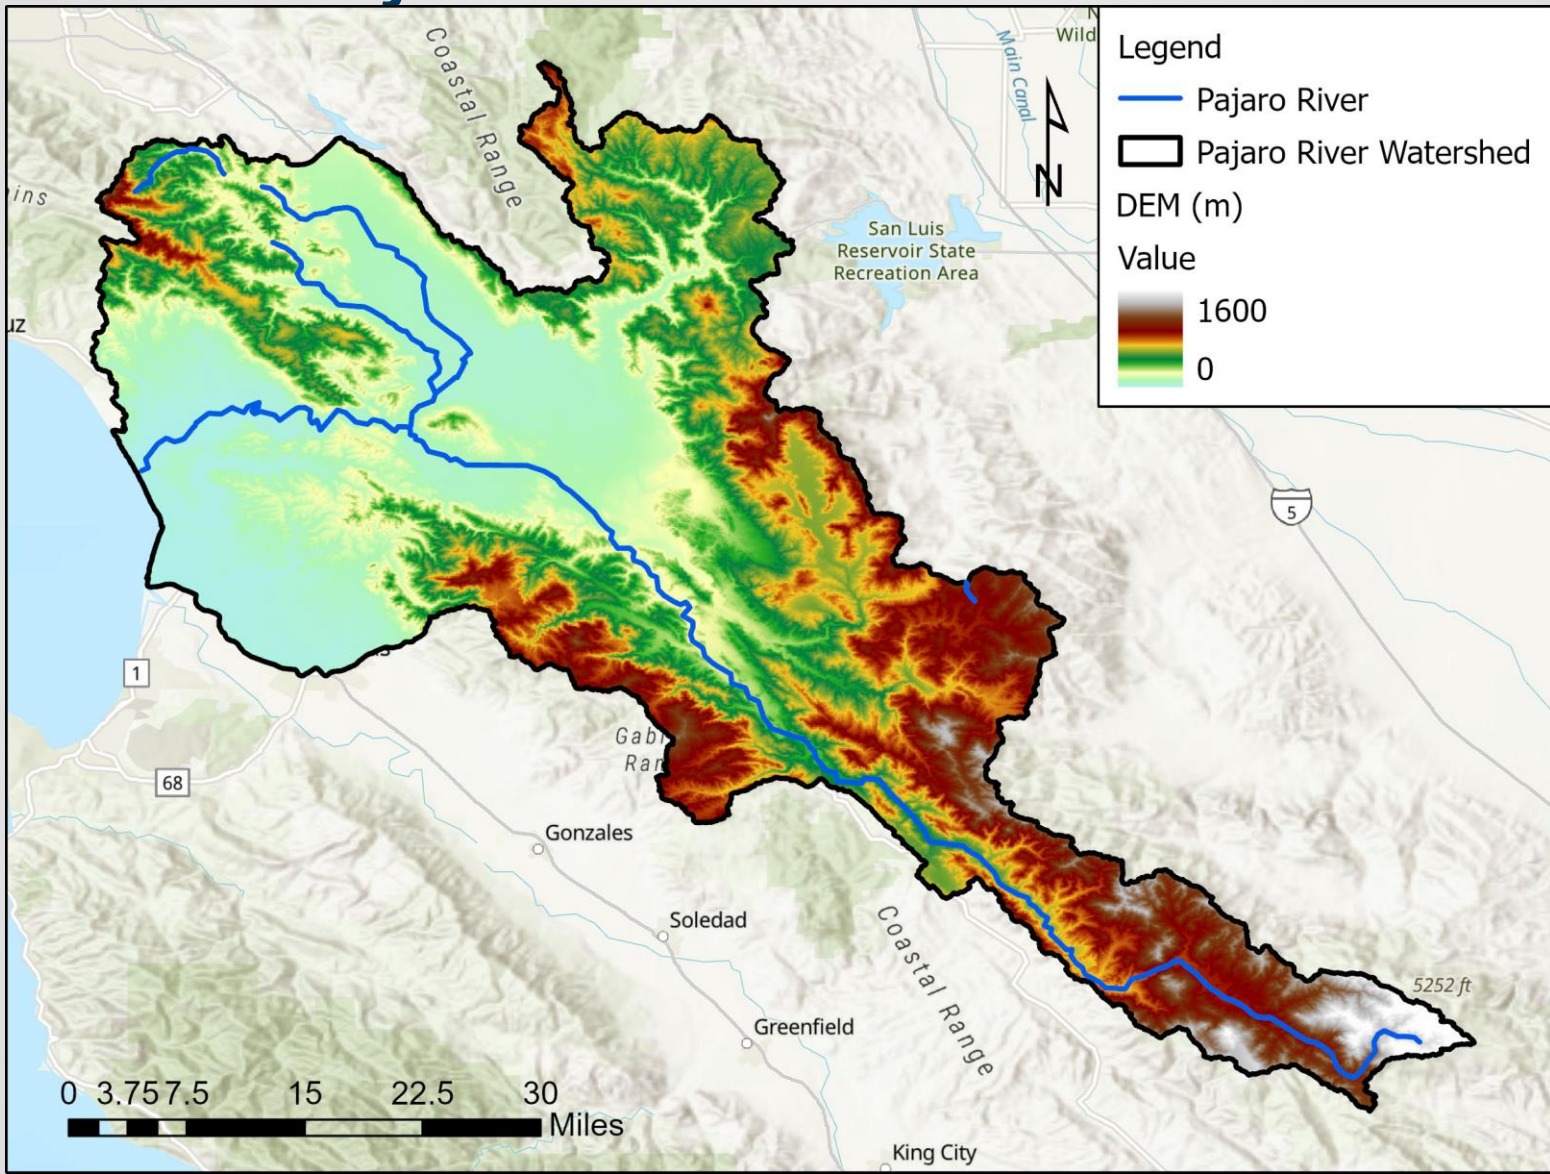 Coastal Range
Main Canal
Wild
ins
uz
San Luis
Reservoir State
Recreation Area
Legend
Pajaro River
Pajaro River Watershed
DEM (m)
Value
1600
0
N
5
1
68
Gabi
Ran
Gonzales
Soledad
Greenfield
King City
Coastal Range
5252 ft
0 3.75 7.5 15 22.5 30
Miles